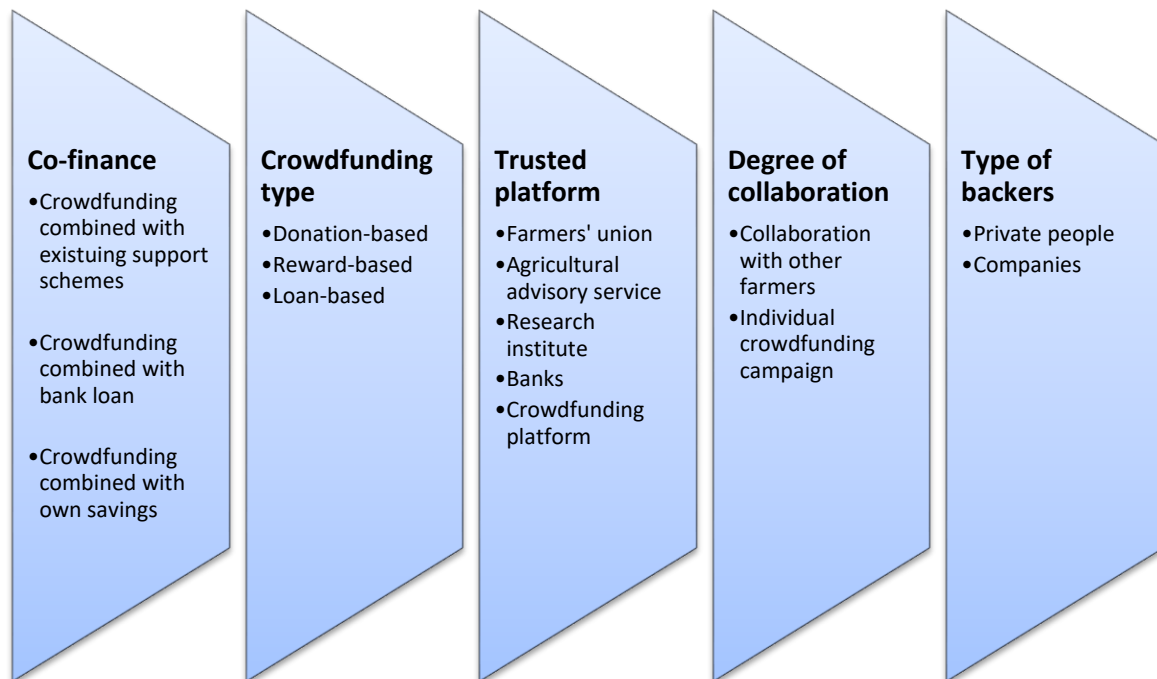 Co-finance
•Crowdfunding
combined with
existuing support
schemes
•Crowdfunding
combined with
bank loan
•Crowdfunding
combined with
own savings
Crowdfunding
type
•Donation-based
•Reward-based
•Loan-based
Trusted
platform
•Farmers' union
•Agricultural
advisory service
•Research
institute
•Banks
•Crowdfunding
platform
Degree of
collaboration
•Collaboration
with other
farmers
•Individual
crowdfunding
campaign
Type of
backers
•Private people
•Companies